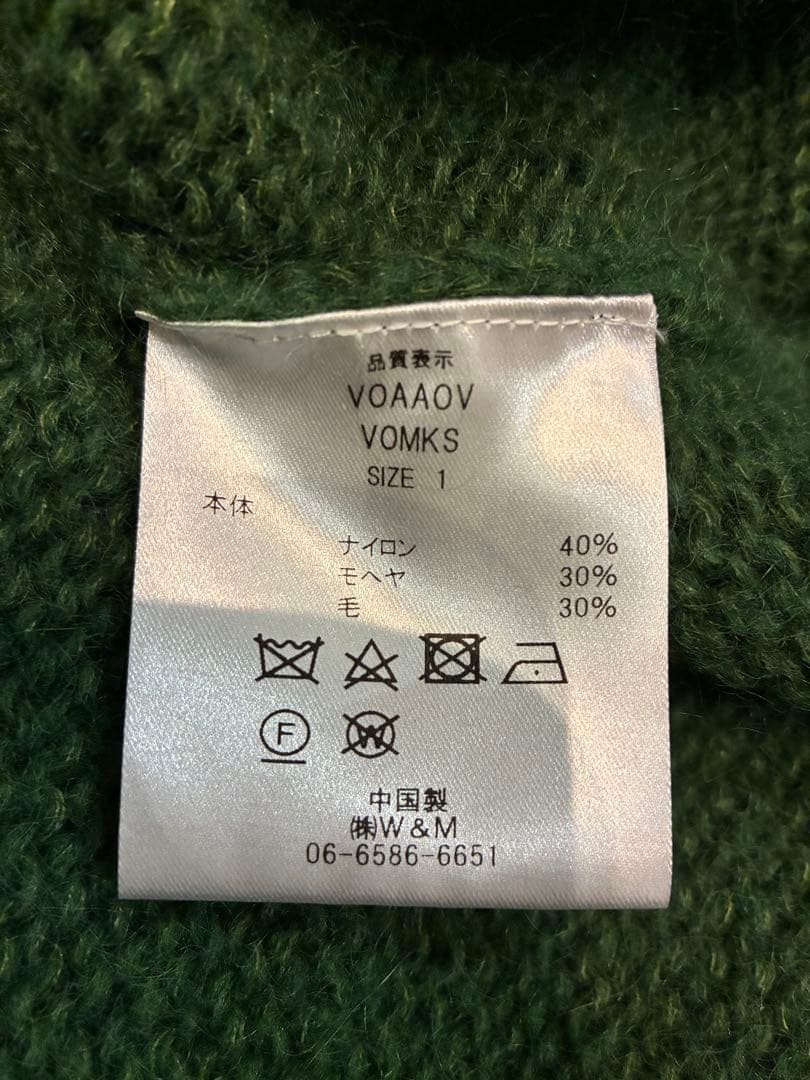 品質表示
VOAAOV
VOMKS
SIZE 1
本体
ナイロン 40%
モヘヤ 30%
毛 30%
F W
中国製
㈱W&M
06-6586-6651